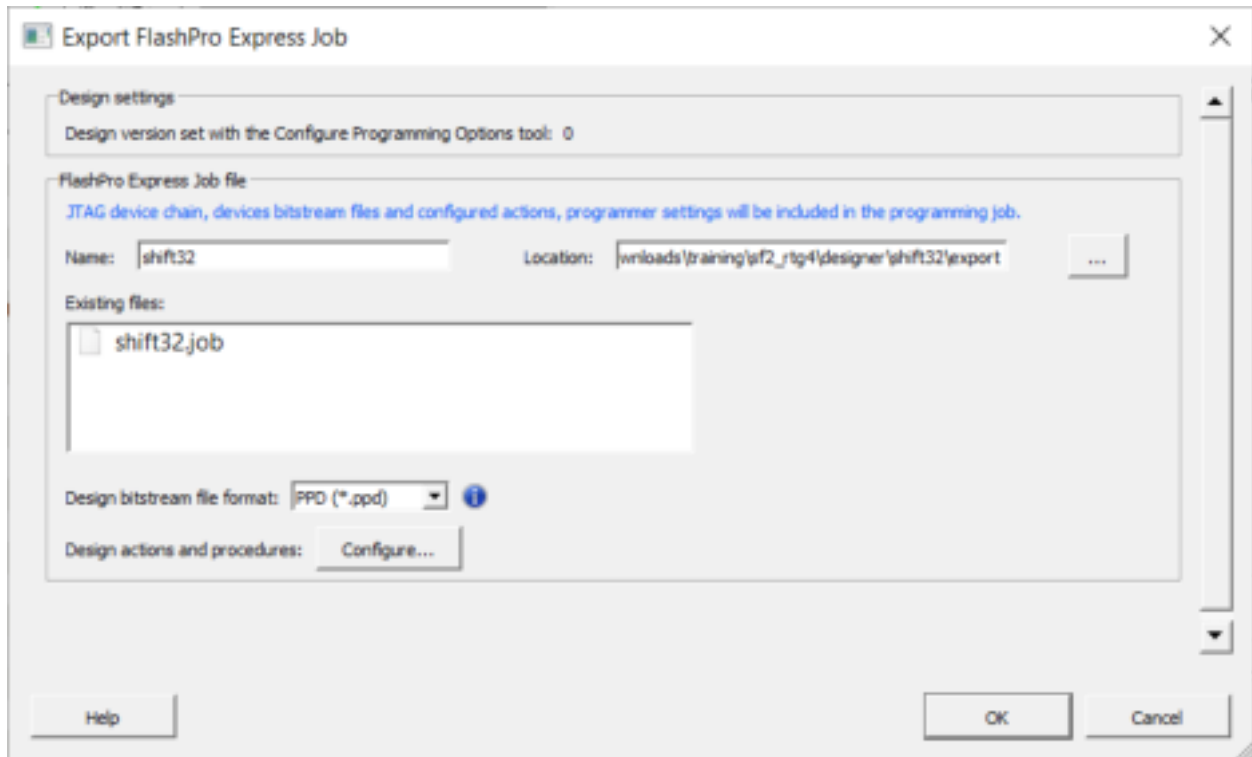 Export FlashPro Express Job
Design settings
Design version set with the Configure Programming Options tool: 0
FlashPro Express Job file
JTAG device chain, devices bitstream files and configured actions, programmer settings will be included in the programming job.
Name: shift32 Location: wnloads\training\sf2_rtg4\designer\shift32\export ...
Existing files:
shift32.job
Design bitstream file format: PPD (*.ppd)
Design actions and procedures: Configure...
Help OK Cancel